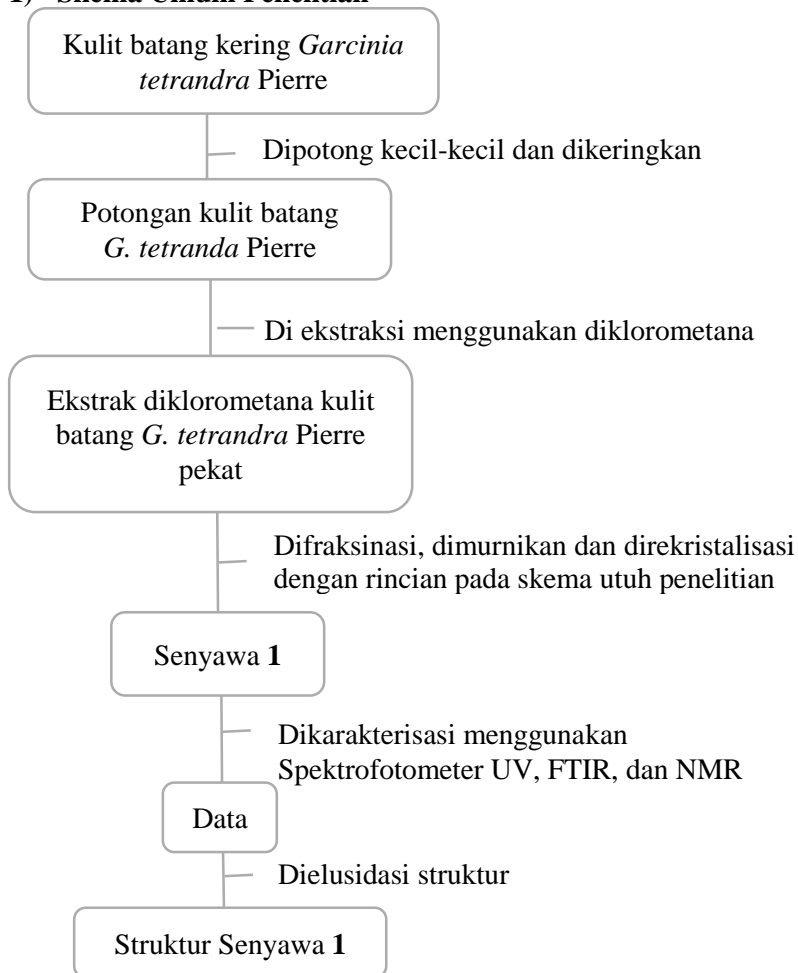 1) Skema Umum Penelitian
Kulit batang kering Garcinia
tetrandra Pierre
Dipotong kecil-kecil dan dikeringkan
Potongan kulit batang
G. tetranda Pierre
Di ekstraksi menggunakan diklorometana
Ekstrak diklorometana kulit
batang G. tetrandra Pierre
pekat
Difraksinasi, dimurnikan dan direkristalisasi
dengan rincian pada skema utuh penelitian
Senyawa 1
Dikarakterisasi menggunakan
Spektrofotometer UV, FTIR, dan NMR
Data
Dielusidasi struktur
Struktur Senyawa 1